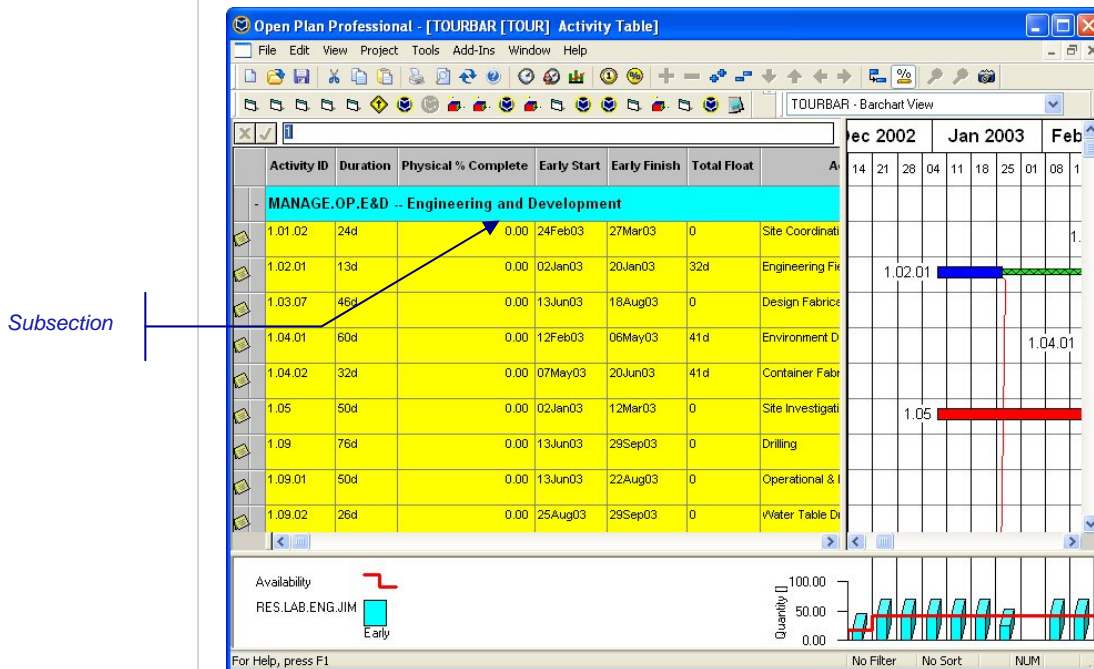 Open Plan Professional - [TOURBAR [TOUR] Activity Table]
File Edit View Project Tools Add-Ins Window Help
TOURBAR - Barchart View
1
Dec 2002 Jan 2003 Feb
Activity ID Duration Physical % Complete Early Start Early Finish Total Float A 14 21 28 04 11 18 25 01 08 1
- MANAGE.OP.E&D -- Engineering and Development
1.01.02 24d 0.00 24Feb03 27Mar03 0 Site Coordinati 1.
1.02.01 13d 0.00 02Jan03 20Jan03 32d Engineering Fie 1.02.01
1.03.07 46d 0.00 13Jun03 18Aug03 0 Design Fabrica
Subsection
1.04.01 60d 0.00 12Feb03 06May03 41d Environment D 1.04.01
1.04.02 32d 0.00 07May03 20Jun03 41d Container Fabr
1.05 50d 0.00 02Jan03 12Mar03 0 Site Investigati 1.05
1.09 76d 0.00 13Jun03 29Sep03 0 Drilling
1.09.01 50d 0.00 13Jun03 22Aug03 0 Operational &
1.09.02 26d 0.00 25Aug03 29Sep03 0 Water Table Dr
Availability
RES.LAB.ENG.JIM
Early
Quantity []
100.00
50.00
0.00
For Help, press F1 No Filter No Sort NUM